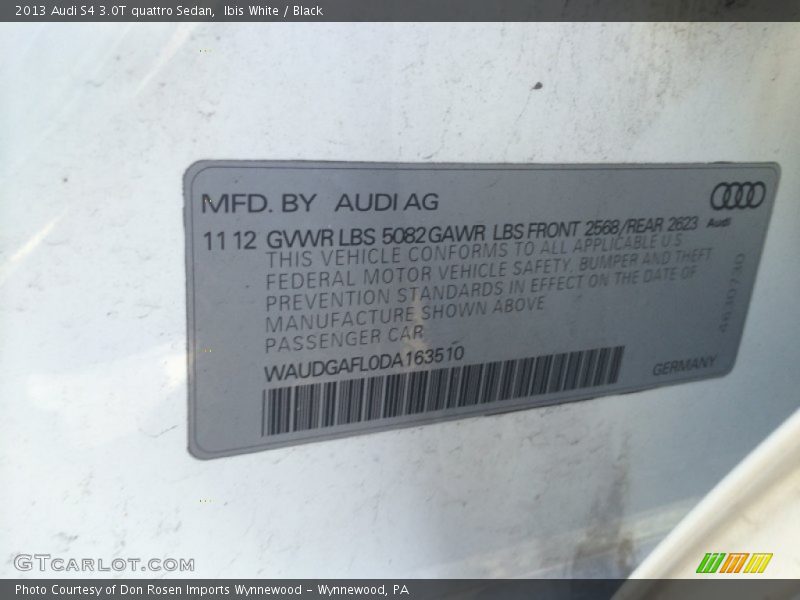 2013 Audi S4 3.0T quattro Sedan,  Ibis White / Black
MFD. BY AUDI AG
Audi
11 12 GVWR LBS 5082 GAWR LBS FRONT 2568/REAR 2623
THIS VEHICLE CONFORMS TO ALL APPLICABLE U.S.
FEDERAL MOTOR VEHICLE SAFETY, BUMPER AND THEFT
PREVENTION STANDARDS IN EFFECT ON THE DATE OF
MANUFACTURE SHOWN ABOVE
PASSENGER CAR
WAUDGAFL0DA163510
GERMANY
GTCARLOT.COM
Photo Courtesy of Don Rosen Imports Wynnewood – Wynnewood, PA